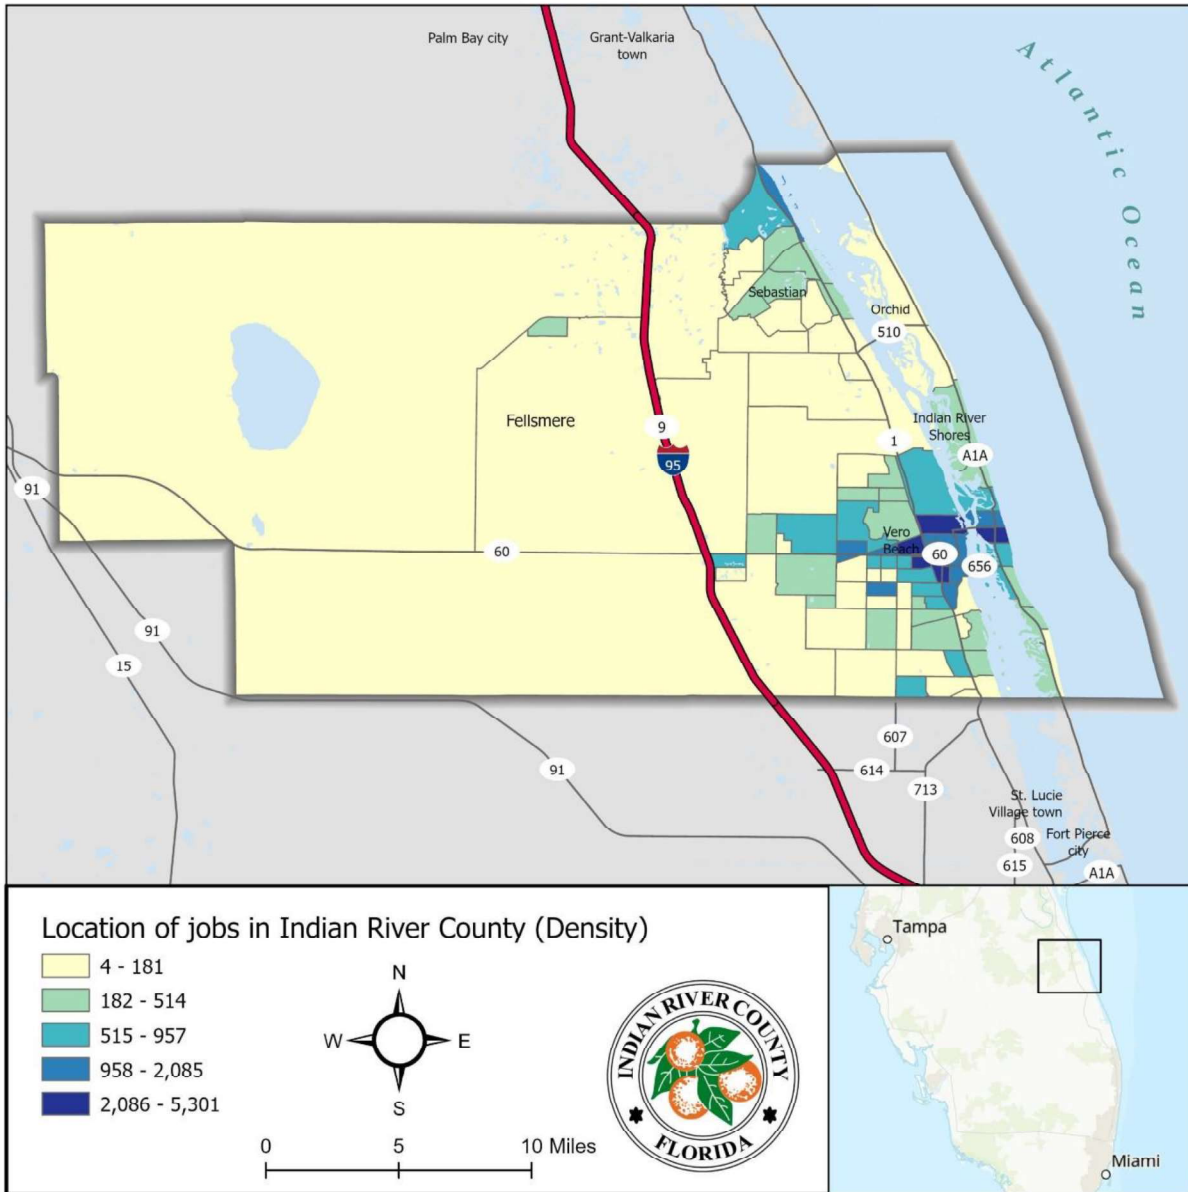 Palm Bay city
Grant-Valkaria
town
Atlantic Ocean
Sebastian
Orchid
510
Fellsmere
9
Indian River
Shores
1
A1A
95
91
Vero
Beach
60
60
656
91
15
607
91
614
713
St. Lucie
Village town
608
Fort Pierce
city
615
A1A
Location of jobs in Indian River County (Density)
4 - 181
182 - 514
515 - 957
958 - 2,085
2,086 - 5,301
N
W
E
S
0
5
10 Miles
INDIAN RIVER COUNTY
FLORIDA
Tampa
Miami